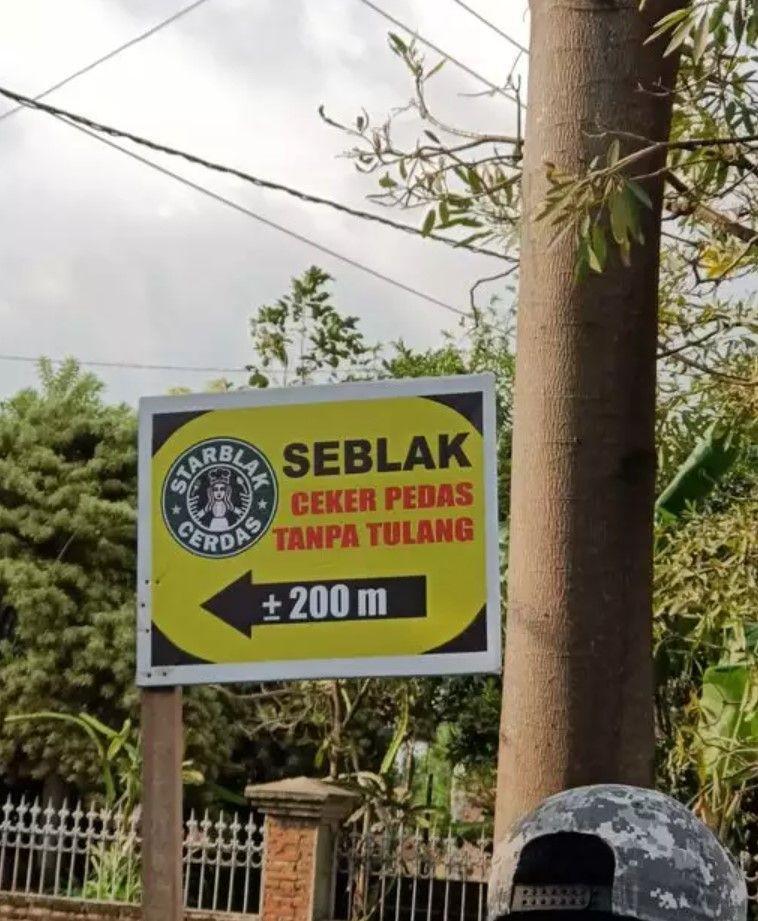 STARBLAK
CERDAS
SEBLAK
CEKER PEDAS
TANPA TULANG
± 200 m